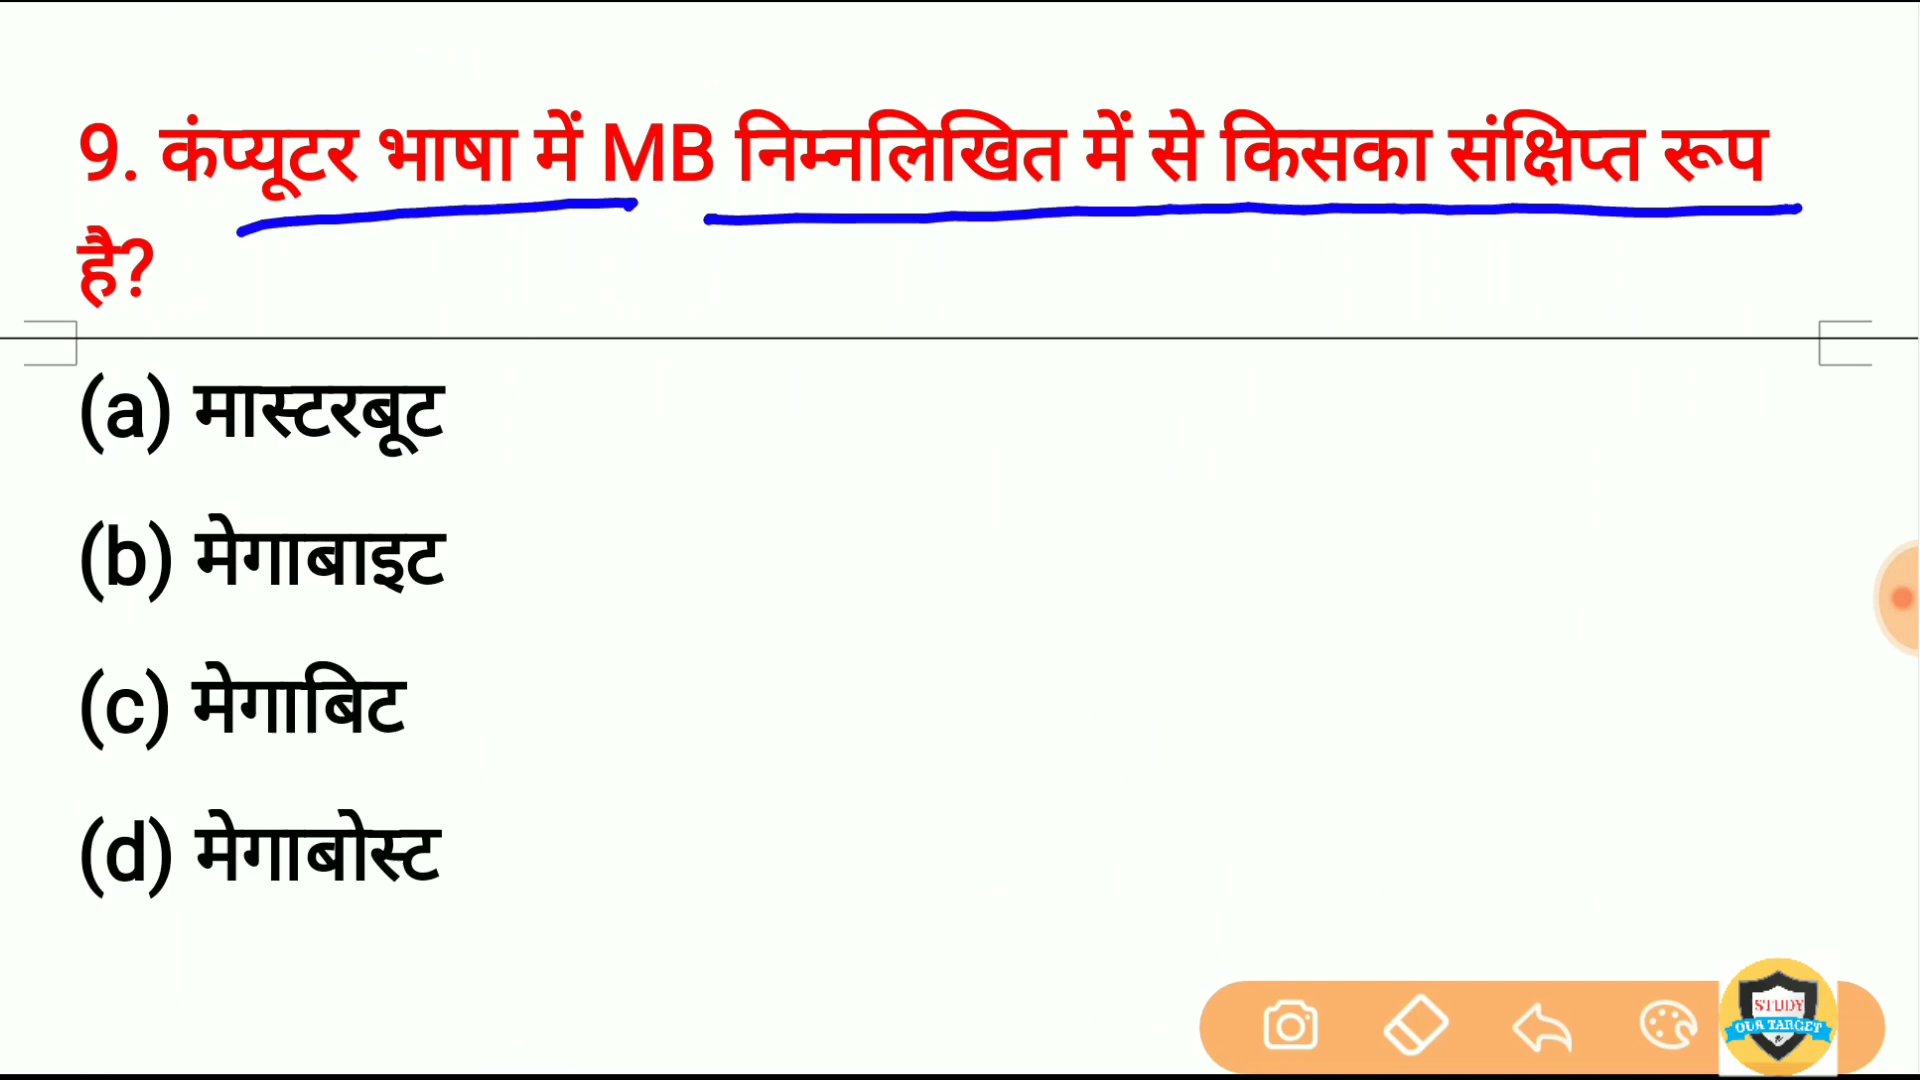 9. कंप्यूटर भाषा में MB निम्नलिखित में से किसका संक्षिप्त रूप
है?
(a) मास्टरबूट
(b) मेगाबाइट
(c) मेगाबिट
(d) मेगाबोस्ट
STUDY
OUR TARGET